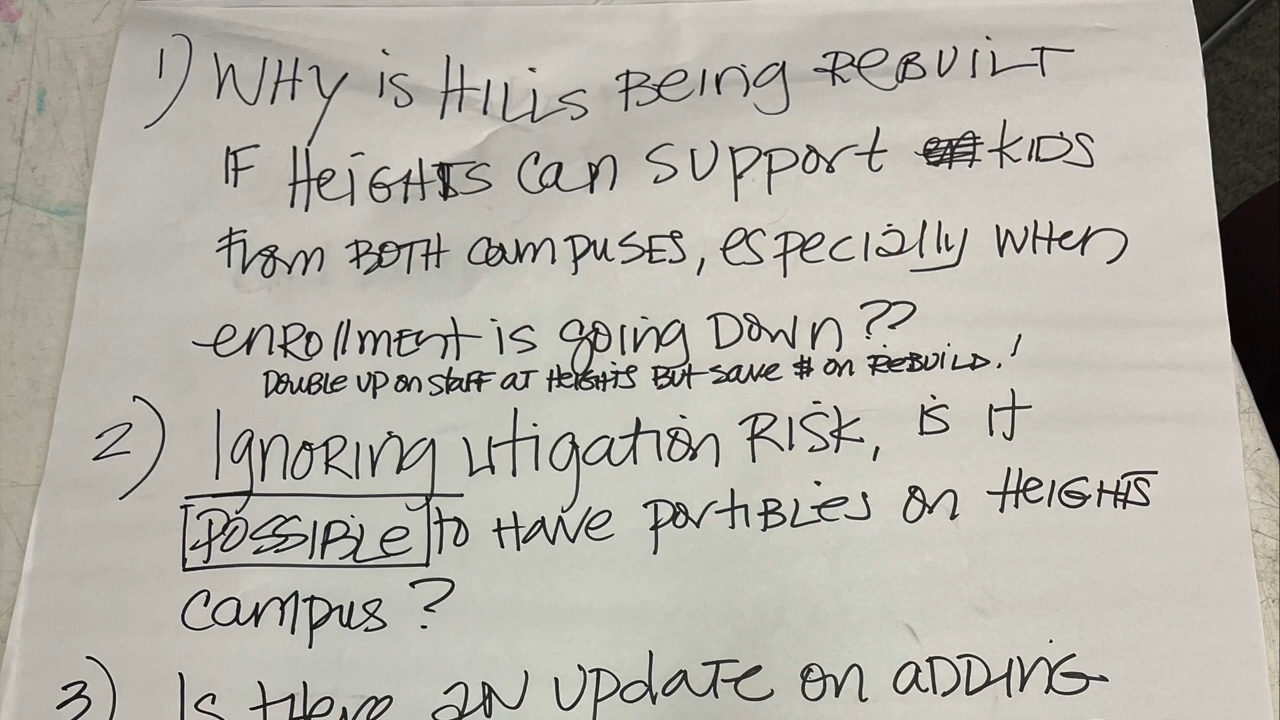 1) WHY is Hills Being REBUILT
IF HEIGHTS can support KIDS
from BOTH campuses, especially when
enrollment is going down??
Double up on staff at Heights but save $ on REBUILD.!
2) Ignoring litigation RISK, is it
POSSIBLE to have portibles on HEIGHTS
campus?
3) Is there an update on adding